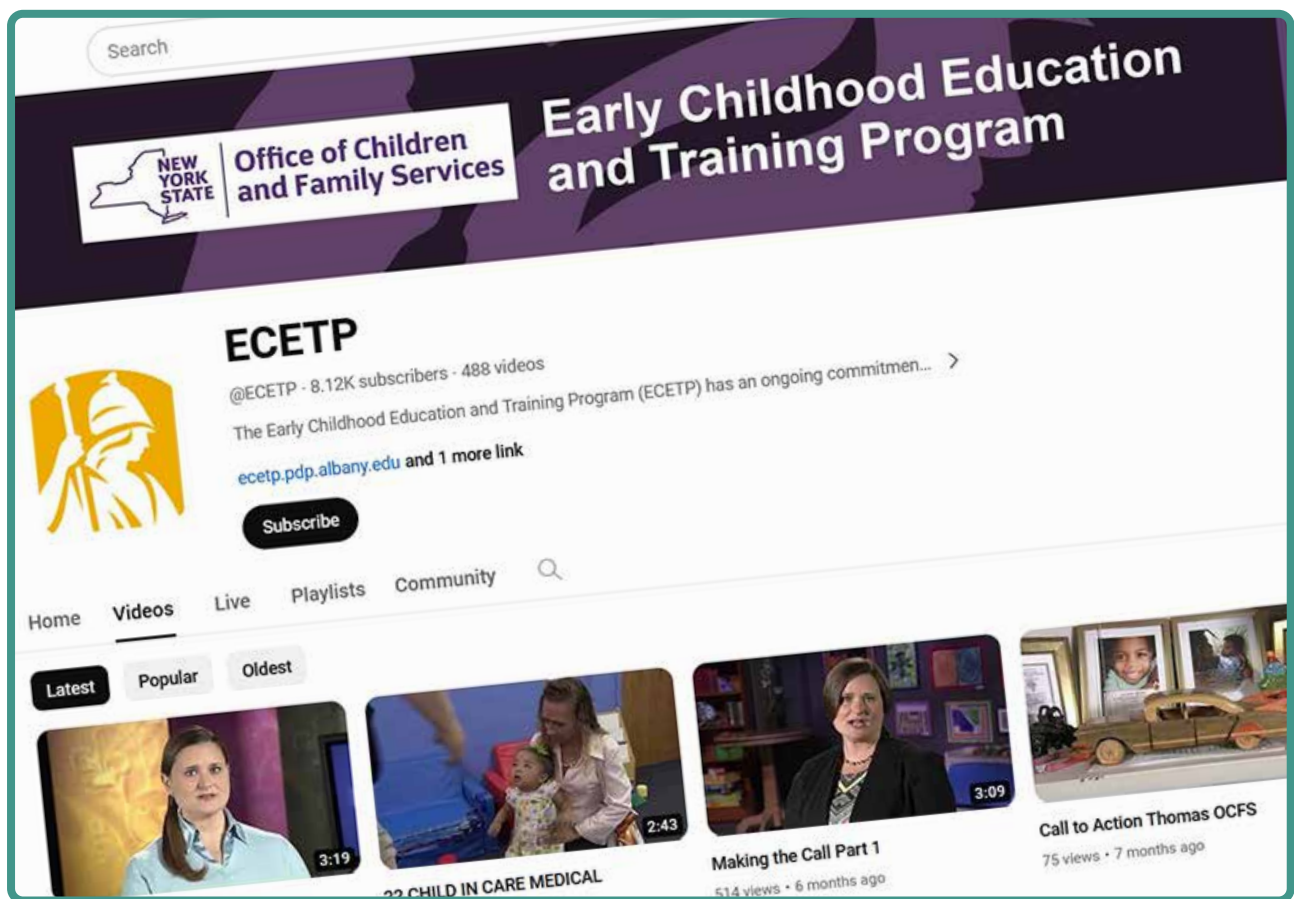 Search
NEW
YORK
STATE
Office of Children
and Family Services
Early Childhood Education
and Training Program
ECETP
@ECETP · 8.12K subscribers · 488 videos
The Early Childhood Education and Training Program (ECETP) has an ongoing commitmen...
ecetp.pdp.albany.edu and 1 more link
Subscribe
Home Videos Live Playlists Community
Latest Popular Oldest
3:19
2:43
3:09
22 CHILD IN CARE MEDICAL
Making the Call Part 1
514 views • 6 months ago
Call to Action Thomas OCFS
75 views • 7 months ago